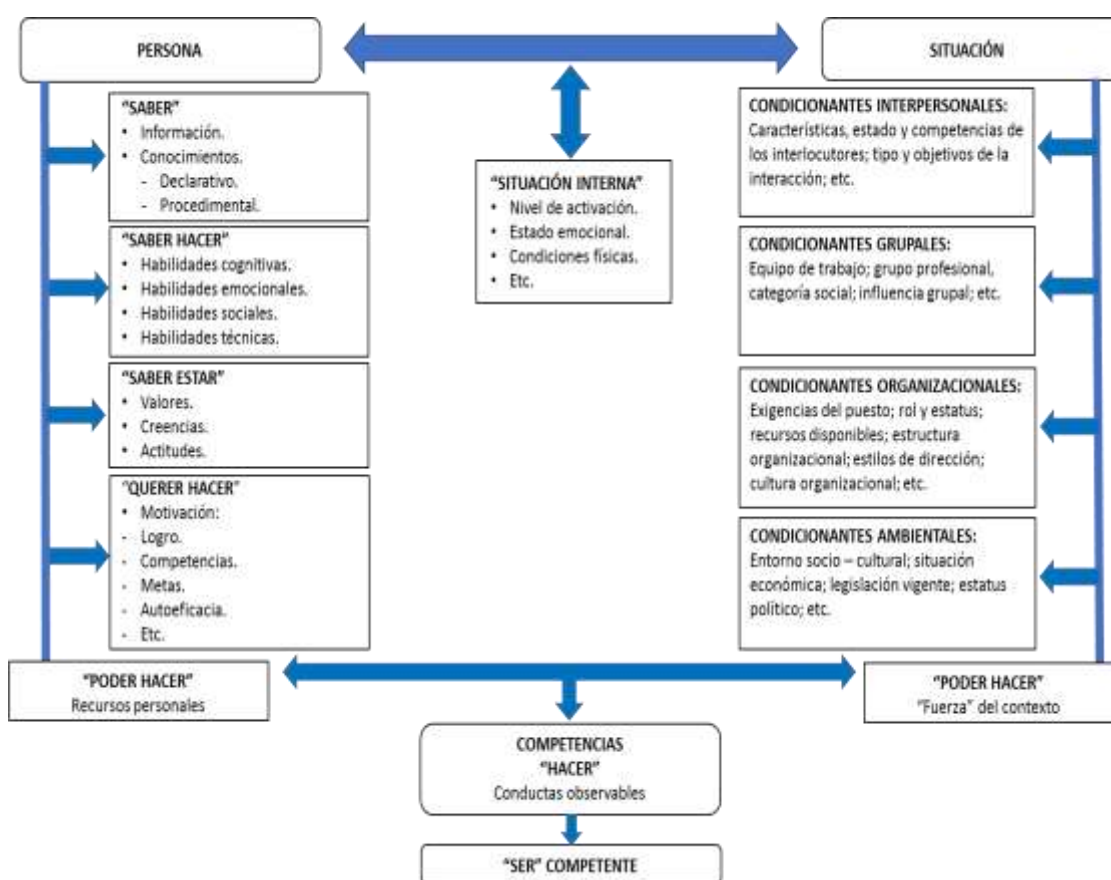 PERSONA
SITUACIÓN
"SABER"
• Información.
• Conocimientos.
- Declarativo.
- Procedimental.
"SABER HACER"
• Habilidades cognitivas.
• Habilidades emocionales.
• Habilidades sociales.
• Habilidades técnicas.
"SABER ESTAR"
• Valores.
• Creencias.
• Actitudes.
"QUERER HACER"
• Motivación:
- Logro.
- Competencias.
- Metas.
- Autoeficacia.
- Etc.
"PODER HACER"
Recursos personales
"SITUACIÓN INTERNA"
• Nivel de activación.
• Estado emocional.
• Condiciones físicas.
• Etc.
CONDICIONANTES INTERPERSONALES:
Características, estado y competencias de
los interlocutores; tipo y objetivos de la
interacción; etc.
CONDICIONANTES GRUPALES:
Equipo de trabajo; grupo profesional,
categoría social; influencia grupal; etc.
CONDICIONANTES ORGANIZACIONALES:
Exigencias del puesto; rol y estatus;
recursos disponibles; estructura
organizacional; estilos de dirección;
cultura organizacional; etc.
CONDICIONANTES AMBIENTALES:
Entorno socio – cultural; situación
económica; legislación vigente; estatus
político; etc.
"PODER HACER"
"Fuerza" del contexto
COMPETENCIAS
"HACER"
Conductas observables
"SER" COMPETENTE